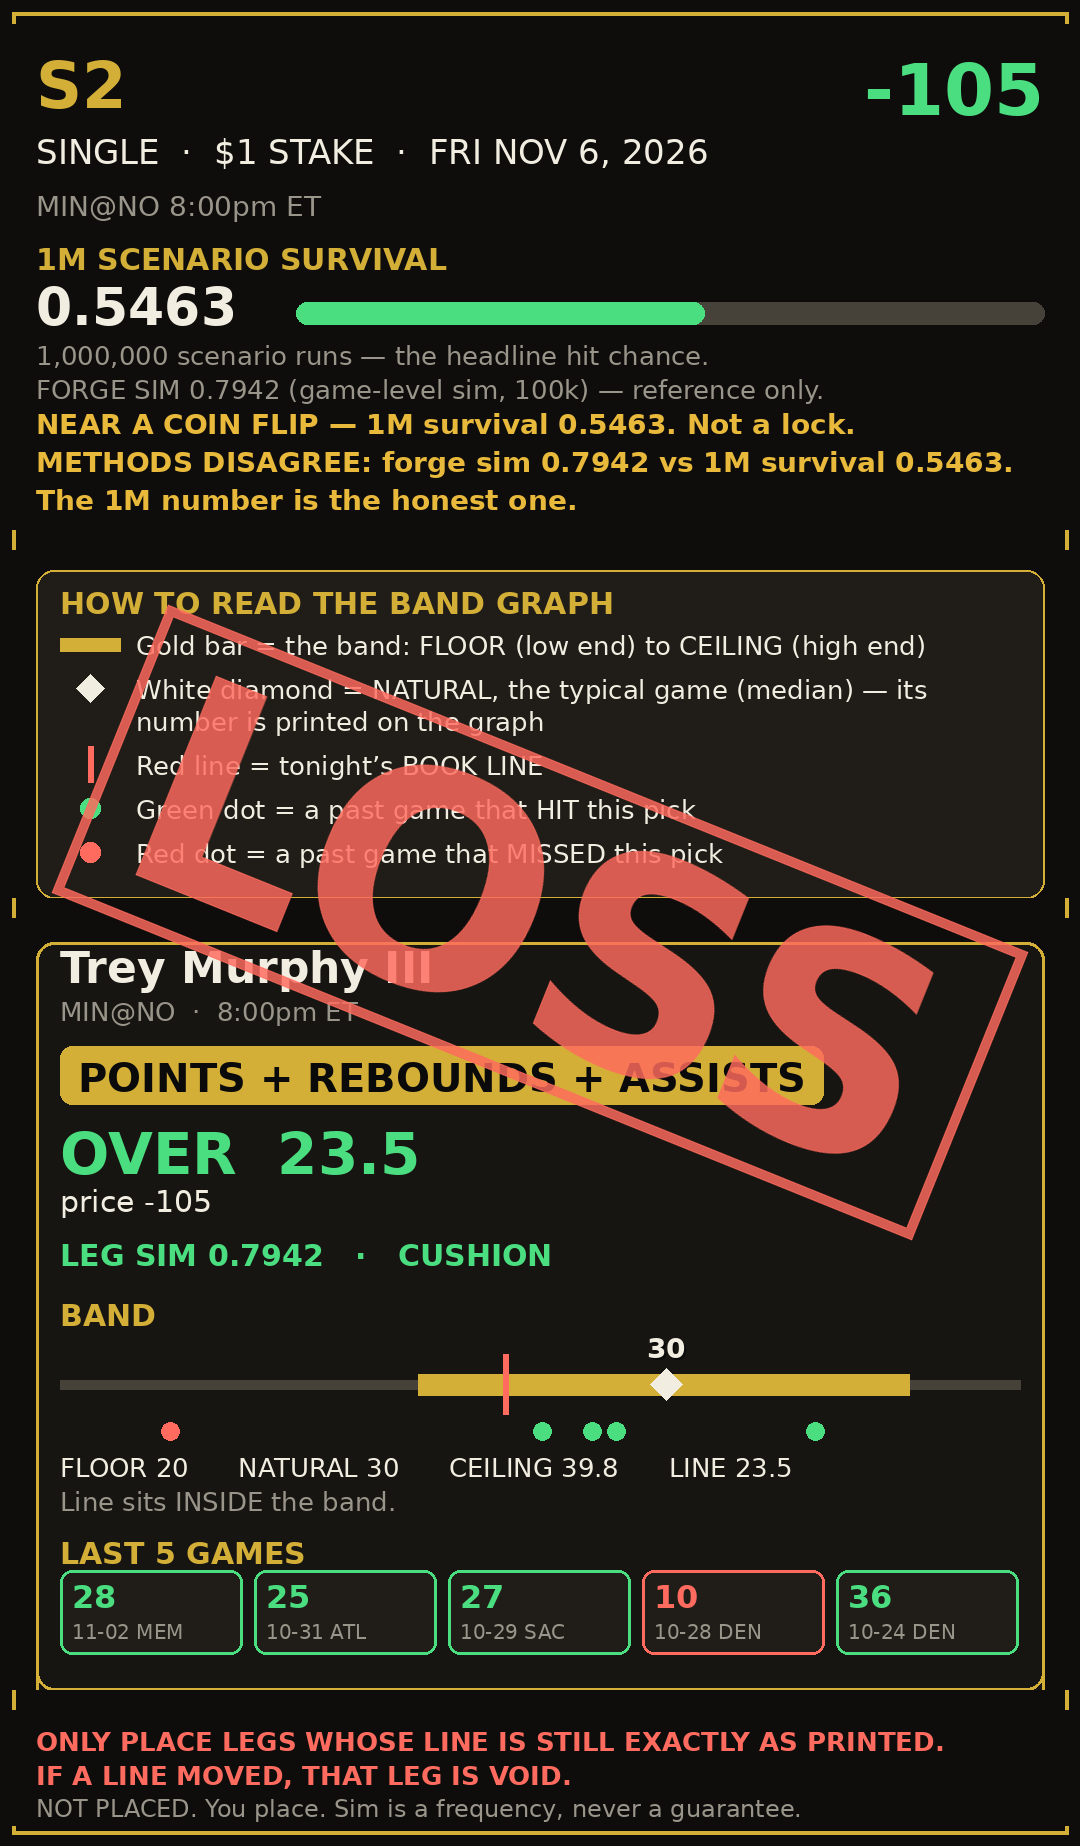 S2
-105
SINGLE · $1 STAKE · FRI NOV 6, 2026
MIN@NO 8:00pm ET
1M SCENARIO SURVIVAL
0.5463
1,000,000 scenario runs — the headline hit chance.
FORGE SIM 0.7942 (game-level sim, 100k) — reference only.
NEAR A COIN FLIP — 1M survival 0.5463. Not a lock.
METHODS DISAGREE: forge sim 0.7942 vs 1M survival 0.5463.
The 1M number is the honest one.
HOW TO READ THE BAND GRAPH
Gold bar = the band: FLOOR (low end) to CEILING (high end)
White diamond = NATURAL, the typical game (median) — its
number is printed on the graph
Red line = tonight’s BOOK LINE
Green dot = a past game that HIT this pick
Red dot = a past game that MISSED this pick
LOSS
Trey Murphy III
MIN@NO · 8:00pm ET
POINTS + REBOUNDS + ASSISTS
OVER 23.5
price -105
LEG SIM 0.7942 · CUSHION
BAND
30
FLOOR 20 NATURAL 30 CEILING 39.8 LINE 23.5
Line sits INSIDE the band.
LAST 5 GAMES
28 25 27 10 36
11-02 MEM 10-31 ATL 10-29 SAC 10-28 DEN 10-24 DEN
ONLY PLACE LEGS WHOSE LINE IS STILL EXACTLY AS PRINTED.
IF A LINE MOVED, THAT LEG IS VOID.
NOT PLACED. You place. Sim is a frequency, never a guarantee.